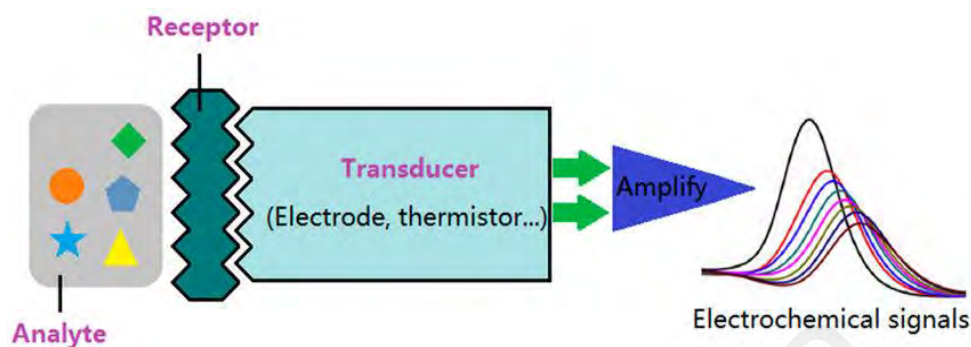 Receptor
Transducer
(Electrode, thermistor...)
Amplify
Analyte
Electrochemical signals